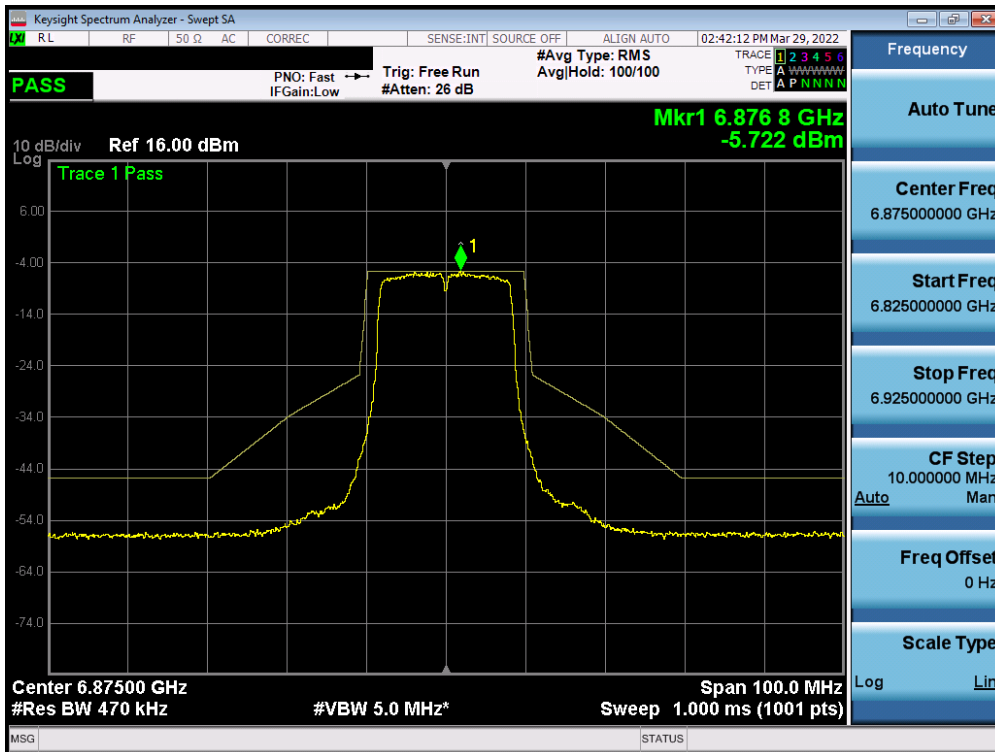 Keysight Spectrum Analyzer - Swept SA
LXI RL RF 50 Ω AC CORREC SENSE:INT SOURCE OFF ALIGN AUTO 02:42:12 PM Mar 29, 2022
PASS
PNO: Fast
IFGain:Low
Trig: Free Run
#Atten: 26 dB
#Avg Type: RMS
Avg|Hold: 100/100
TRACE 1 2 3 4 5 6
TYPE A WWWWWW
DET A P N N N N
Mkr1 6.876 8 GHz
-5.722 dBm
10 dB/div Ref 16.00 dBm
Log
Trace 1 Pass
1
6.00
-4.00
-14.0
-24.0
-34.0
-44.0
-54.0
-64.0
-74.0
Center 6.87500 GHz Span 100.0 MHz
#Res BW 470 kHz #VBW 5.0 MHz* Sweep 1.000 ms (1001 pts)
MSG STATUS
Frequency
Auto Tune
Center Freq
6.875000000 GHz
Start Freq
6.825000000 GHz
Stop Freq
6.925000000 GHz
CF Step
10.000000 MHz
Auto Man
Freq Offset
0 Hz
Scale Type
Log Lin